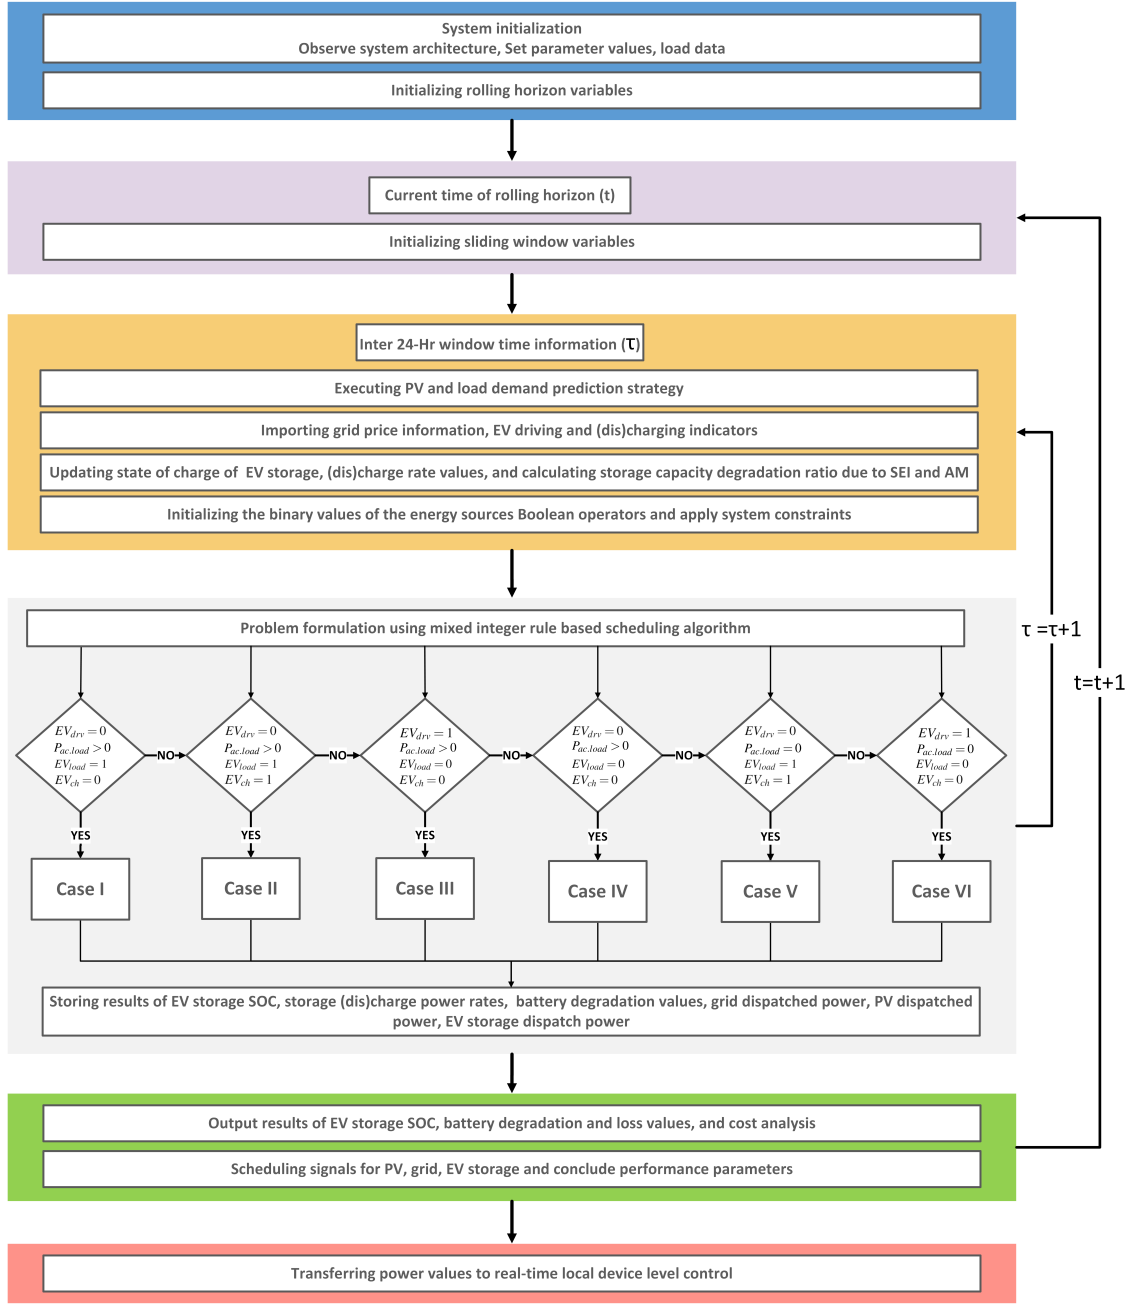 System initialization
Observe system architecture, Set parameter values, load data
Initializing rolling horizon variables
Current time of rolling horizon (t)
Initializing sliding window variables
Inter 24-Hr window time information (τ)
Executing PV and load demand prediction strategy
Importing grid price information, EV driving and (dis)charging indicators
Updating state of charge of  EV storage, (dis)charge rate values, and calculating storage capacity degradation ratio due to SEI and AM
Initializing the binary values of the energy sources Boolean operators and apply system constraints
Problem formulation using mixed integer rule based scheduling algorithm
τ =τ+1
t=t+1
EV_drv = 0
P_ac.load > 0
EV_load = 1
EV_ch = 0
NO
EV_drv = 0
P_ac.load > 0
EV_load = 1
EV_ch = 1
NO
EV_drv = 1
P_ac.load > 0
EV_load = 0
EV_ch = 0
NO
EV_drv = 0
P_ac.load > 0
EV_load = 0
EV_ch = 0
NO
EV_drv = 0
P_ac.load = 0
EV_load = 1
EV_ch = 1
NO
EV_drv = 1
P_ac.load = 0
EV_load = 0
EV_ch = 0
YES
YES
YES
YES
YES
YES
Case I
Case II
Case III
Case IV
Case V
Case VI
Storing results of EV storage SOC, storage (dis)charge power rates,  battery degradation values, grid dispatched power, PV dispatched
power, EV storage dispatch power
Output results of EV storage SOC, battery degradation and loss values, and cost analysis
Scheduling signals for PV, grid, EV storage and conclude performance parameters
Transferring power values to real-time local device level control